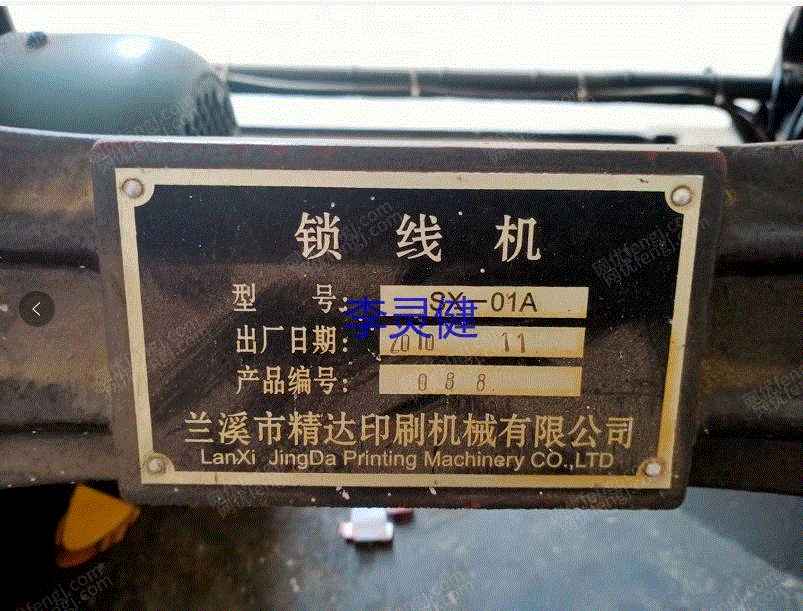 锁线机
型号: SX-01A
李灵健
出厂日期: 2010 11
产品编号: 088
兰溪市精达印刷机械有限公司
LanXi JingDa Printing Machinery CO.,LTD